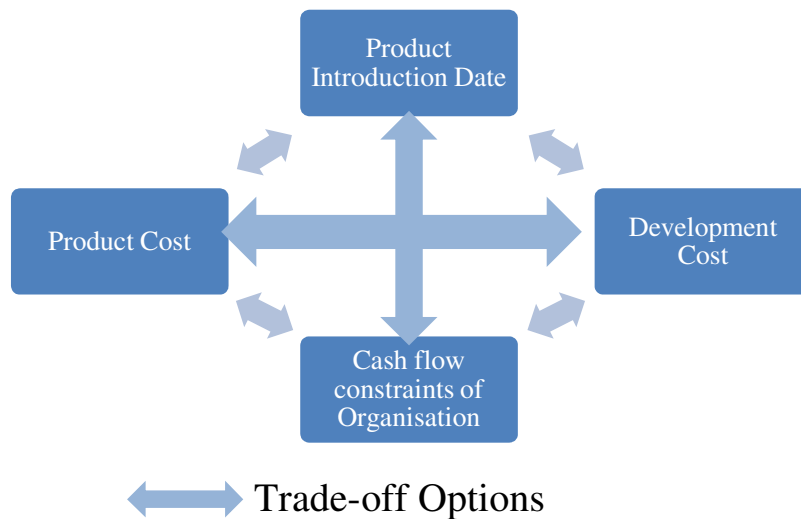 Product
Introduction Date
Product Cost
Development
Cost
Cash flow
constraints of
Organisation
Trade-off Options